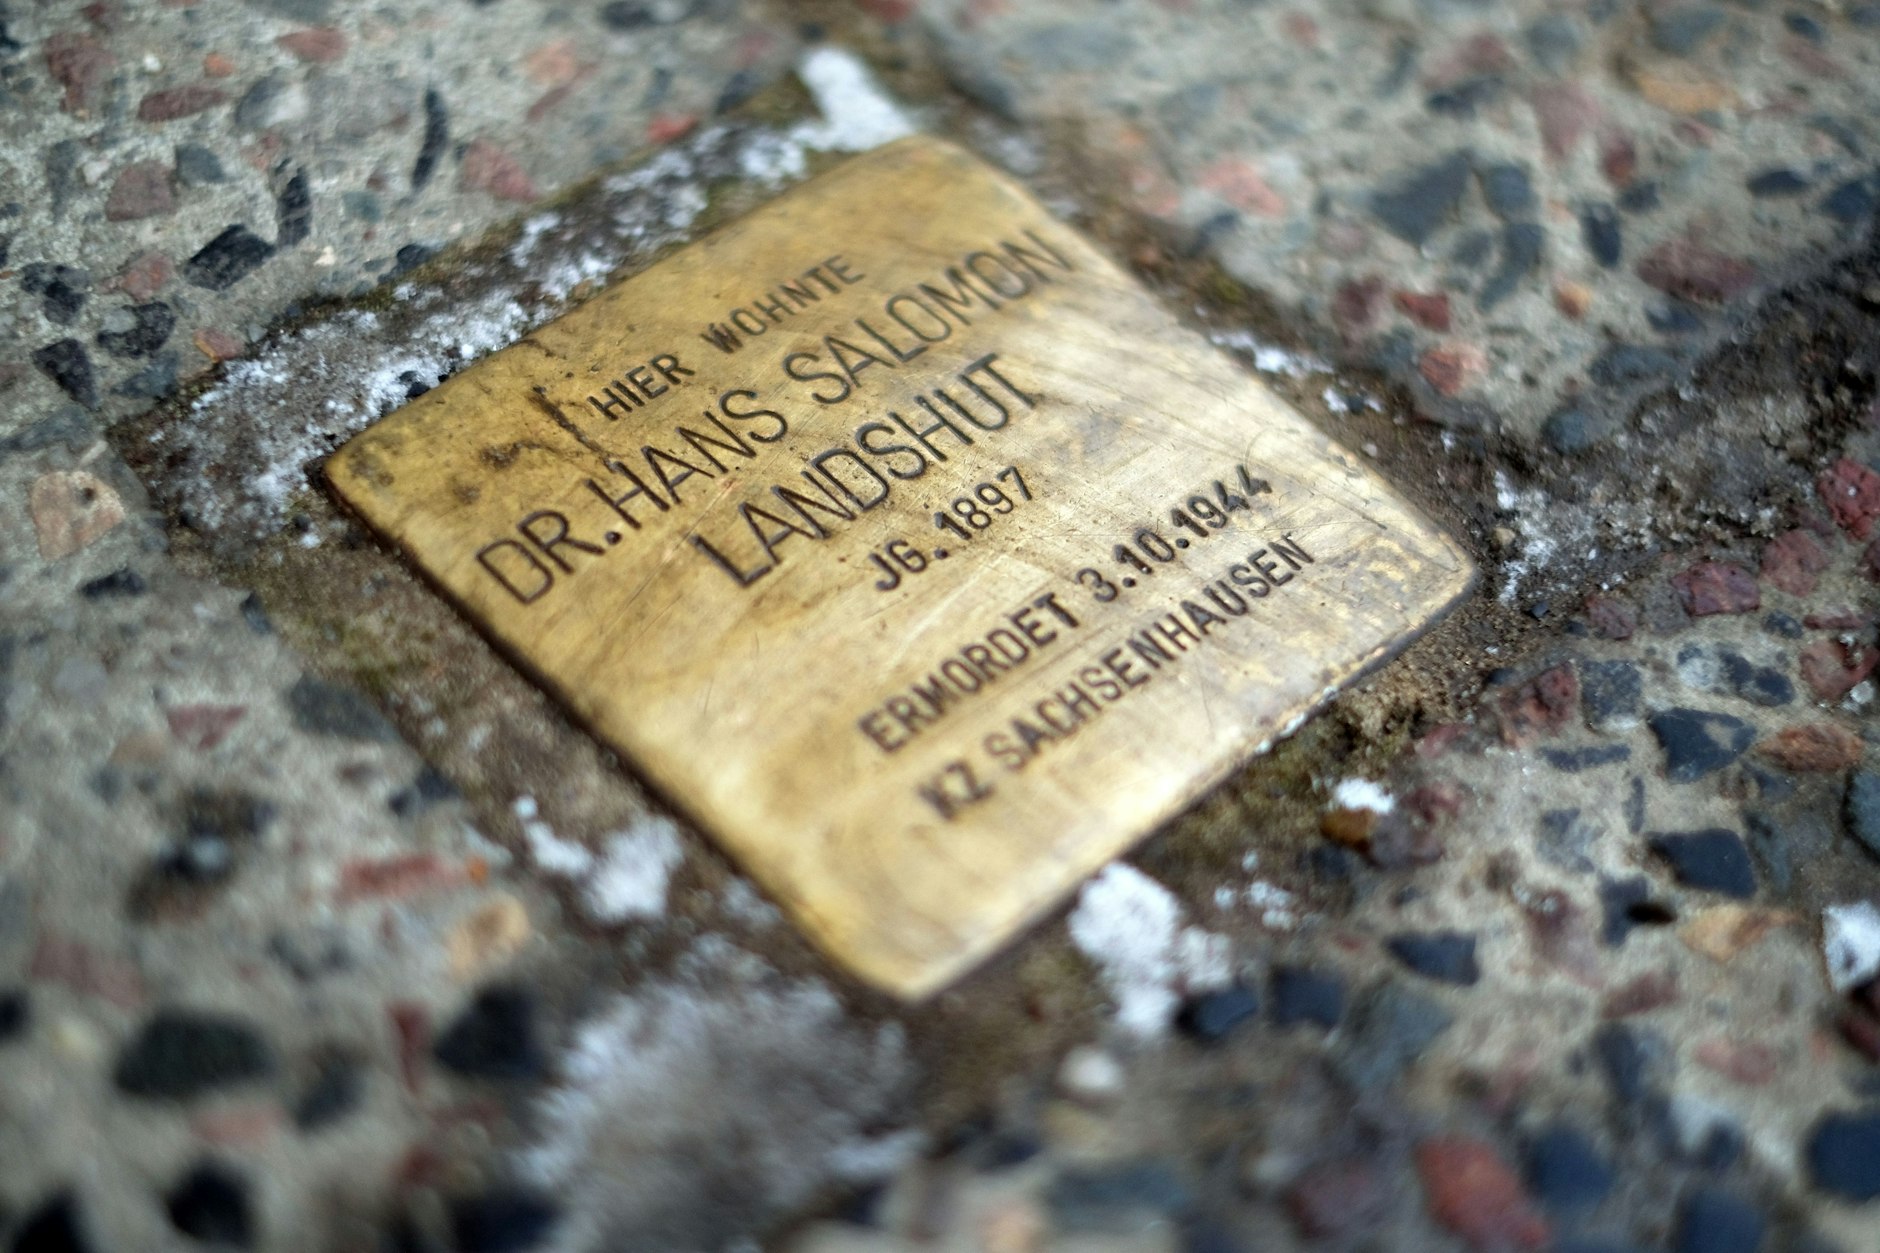 HIER WOHNTE
DR.HANS SALOMON
LANDSHUT
JG.1897
ERMORDET 3.10.1944
KZ SACHSENHAUSEN